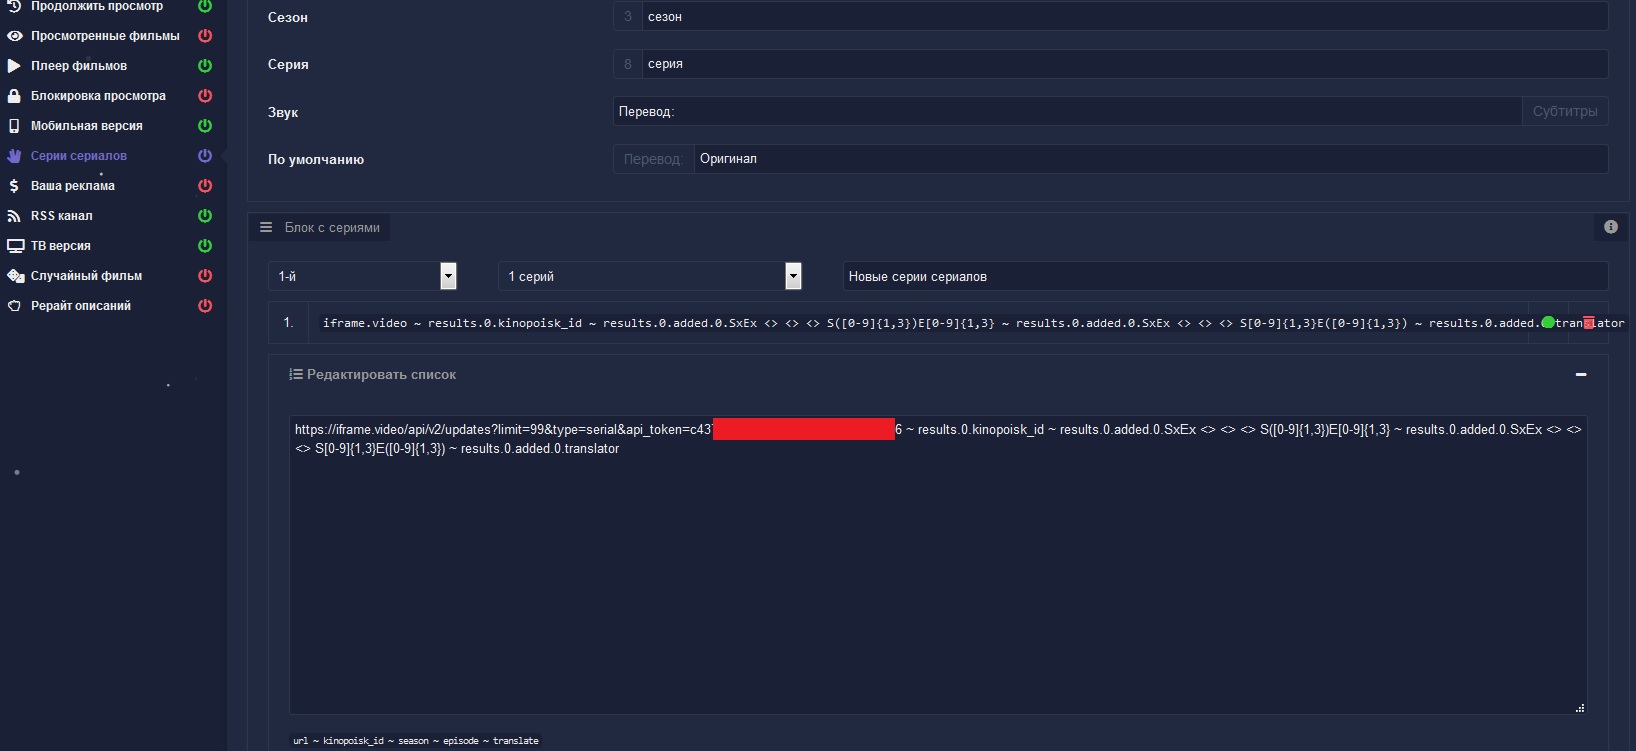 Продолжить просмотр
Просмотренные фильмы
Плеер фильмов
Блокировка просмотра
Мобильная версия
Серии сериалов
Ваша реклама
RSS канал
ТВ версия
Случайный фильм
Рерайт описаний
Сезон 3 сезон
Серия 8 серия
Звук Перевод: Субтитры
По умолчанию Перевод: Оригинал
Блок с сериями
1-й 1 серий Новые серии сериалов
1. iframe.video ~ results.0.kinopoisk_id ~ results.0.added.0.SxEx <> <> <> S([0-9]{1,3})E[0-9]{1,3} ~ results.0.added.0.SxEx <> <> <> S[0-9]{1,3}E([0-9]{1,3}) ~ results.0.added.0.translator
Редактировать список
https://iframe.video/api/v2/updates?limit=99&type=serial&api_token=c43 6 ~ results.0.kinopoisk_id ~ results.0.added.0.SxEx <> <> <> S([0-9]{1,3})E[0-9]{1,3} ~ results.0.added.0.SxEx <> <>
<> S[0-9]{1,3}E([0-9]{1,3}) ~ results.0.added.0.translator
url ~ kinopoisk_id ~ season ~ episode ~ translate